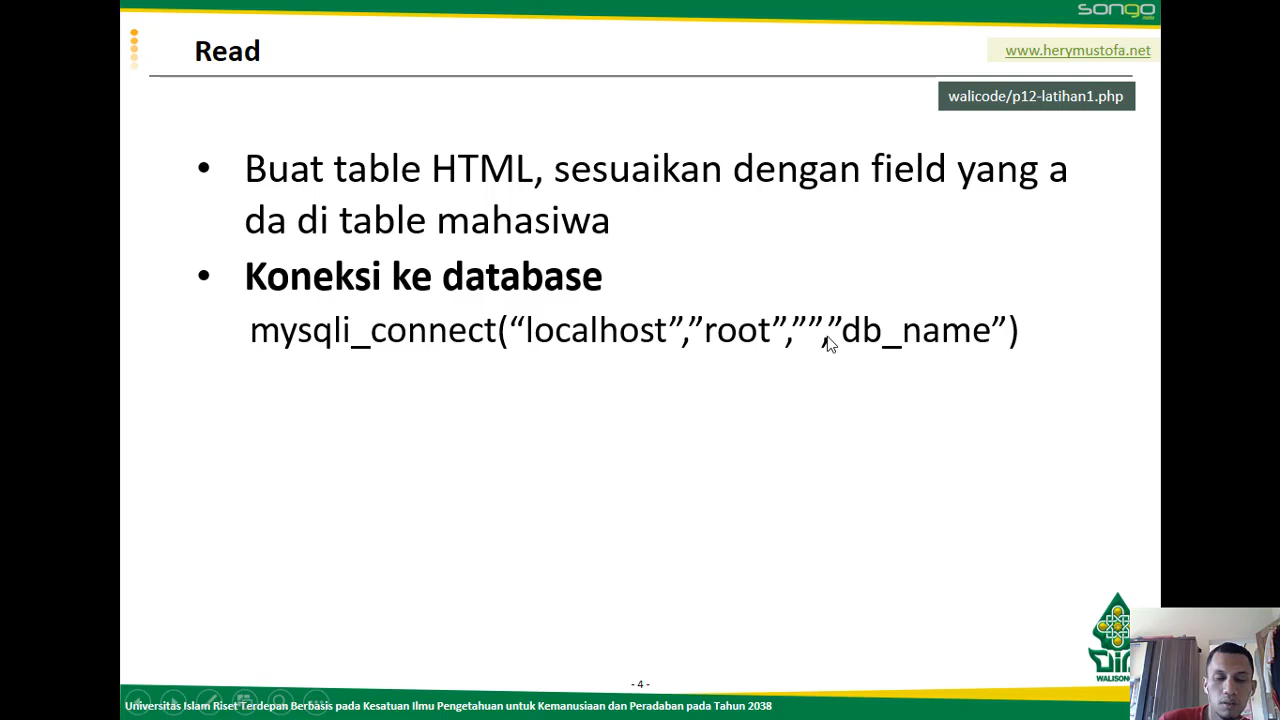 songo
Read
www.herymustofa.net
walicode/p12-latihan1.php
• Buat table HTML, sesuaikan dengan field yang a
da di table mahasiwa
• Koneksi ke database
mysqli_connect(“localhost”,”root”,””,”db_name”)
WALISON
- 4 -
Universitas Islam Riset Terdepan Berbasis pada Kesatuan Ilmu Pengetahuan untuk Kemanusiaan dan Peradaban pada Tahun 2038